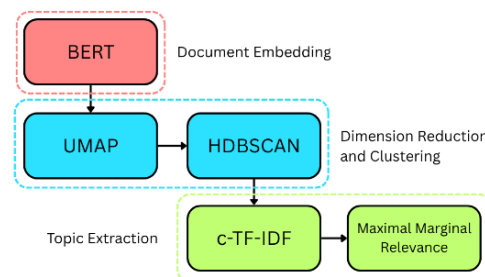 BERT
Document Embedding
UMAP
HDBSCAN
Dimension Reduction
and Clustering
Topic Extraction
c-TF-IDF
Maximal Marginal
Relevance